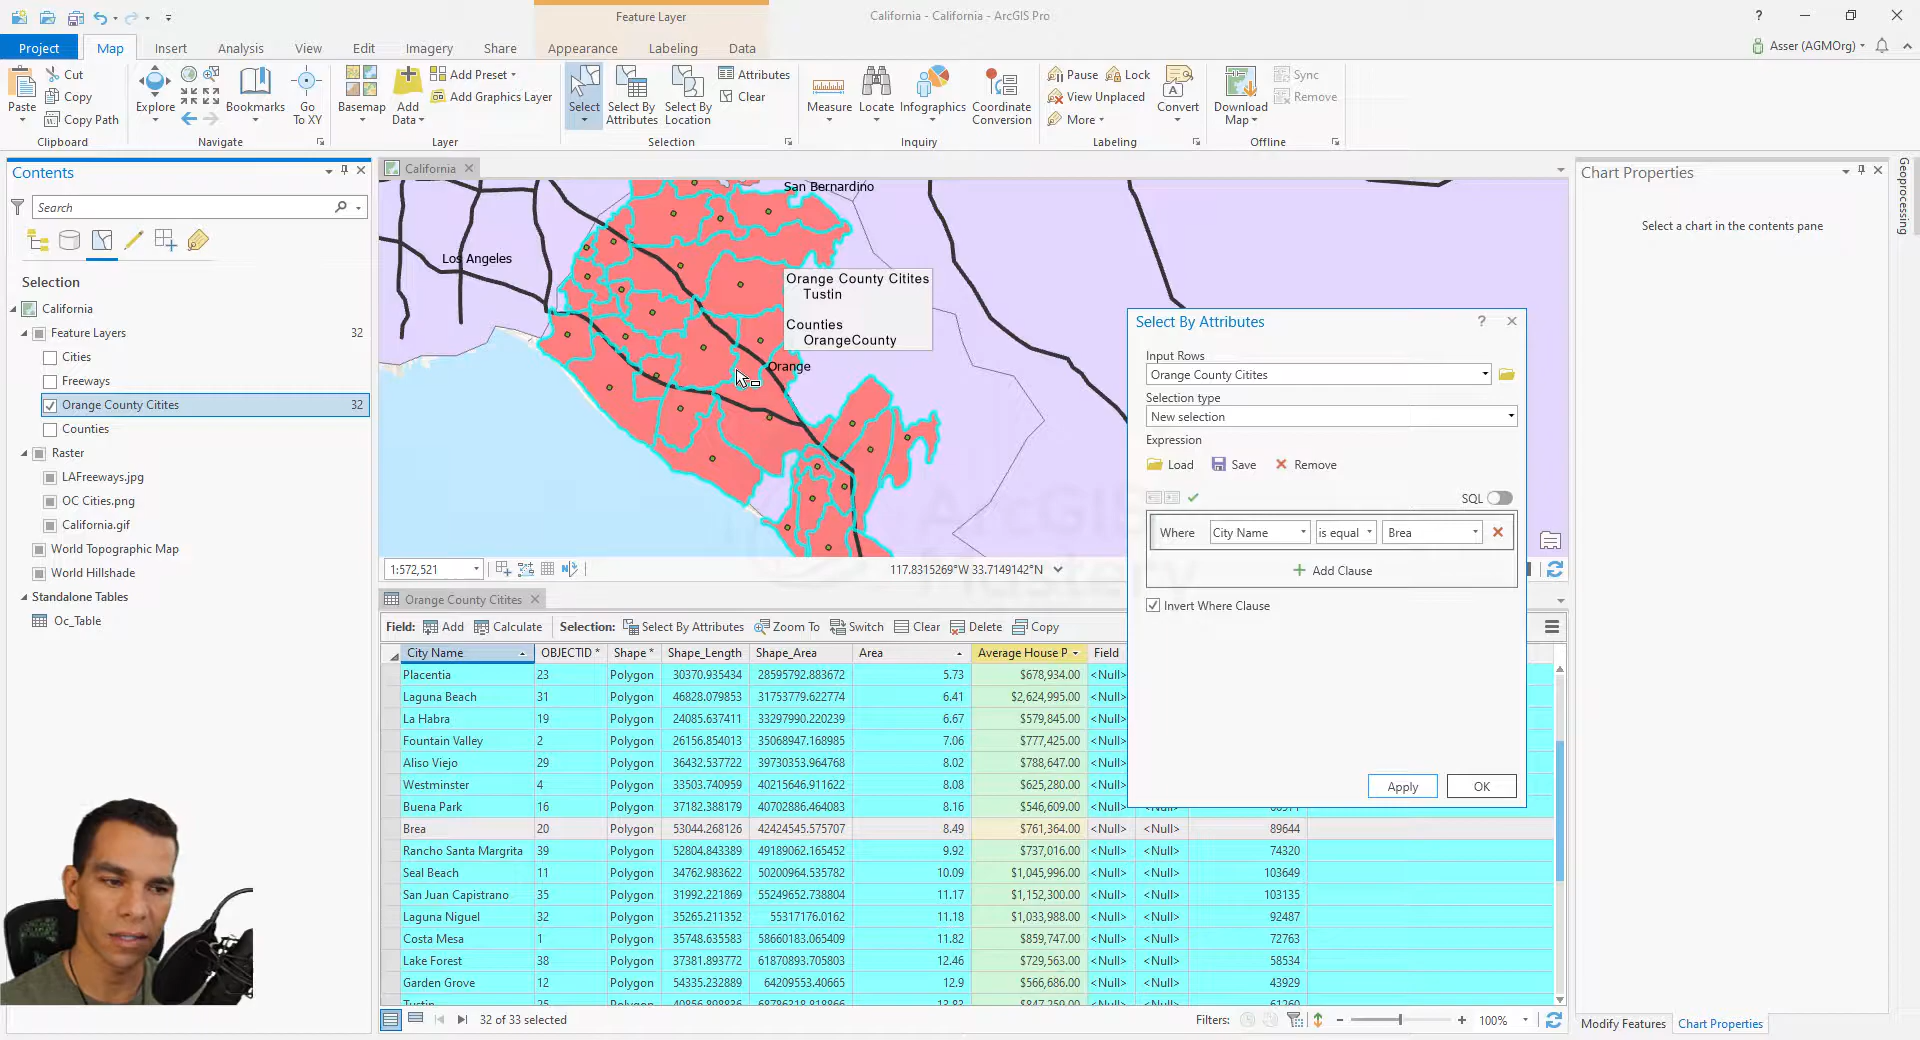 Feature Layer
California - California - ArcGIS Pro
Project
Map
Insert
Analysis
View
Edit
Imagery
Share
Appearance
Labeling
Data
Asser (AGMOrg)
Paste
Cut
Copy
Copy Path
Clipboard
Explore
Bookmarks
Go
To XY
Navigate
Basemap
Add
Data
Add Preset
Add Graphics Layer
Layer
Select
Select By
Attributes
Select By
Location
Attributes
Clear
Selection
Measure
Locate
Infographics
Coordinate
Conversion
Inquiry
Pause
Lock
View Unplaced
More
Convert
Labeling
Download
Map
Sync
Remove
Offline
Contents
Search
Selection
California
Feature Layers 32
Cities
Freeways
Orange County Citites 32
Counties
Raster
LAFreeways.jpg
OC Cities.png
California.gif
World Topographic Map
World Hillshade
Standalone Tables
Oc_Table
California
San Bernardino
Los Angeles
Orange County Citites
Tustin
Counties
OrangeCounty
Orange
ArcGIS
Mastery
1:572,521
117.8315269°W 33.7149142°N
Select By Attributes
Input Rows
Orange County Citites
Selection type
New selection
Expression
Load
Save
Remove
SQL
Where
City Name
is equal
Brea
Add Clause
Invert Where Clause
Apply
OK
Chart Properties
Select a chart in the contents pane
Geoprocessing
Orange County Citites
Field: Add Calculate Selection: Select By Attributes Zoom To Switch Clear Delete Copy
City Name OBJECTID * Shape * Shape_Length Shape_Area Area Average House P Field
Placentia 23 Polygon 30370.935434 28595792.883672 5.73 $678,934.00 <Null>
Laguna Beach 31 Polygon 46828.079853 31753779.622774 6.41 $2,624,995.00 <Null>
La Habra 19 Polygon 24085.637411 33297990.220239 6.67 $579,845.00 <Null>
Fountain Valley 2 Polygon 26156.854013 35068947.168985 7.06 $777,425.00 <Null>
Aliso Viejo 29 Polygon 36432.537722 39730353.964768 8.02 $788,647.00 <Null>
Westminster 4 Polygon 33503.740959 40215646.911622 8.08 $625,280.00 <Null>
Buena Park 16 Polygon 37182.388179 40702886.464083 8.16 $546,609.00 <Null> <Null>
Brea 20 Polygon 53044.268126 42424545.575707 8.49 $761,364.00 <Null> <Null> 89644
Rancho Santa Margrita 39 Polygon 52804.843389 49189062.165452 9.92 $737,016.00 <Null> <Null> 74320
Seal Beach 11 Polygon 34762.983622 50200964.535782 10.09 $1,045,996.00 <Null> <Null> 103649
San Juan Capistrano 35 Polygon 31992.221869 55249652.738804 11.17 $1,152,300.00 <Null> <Null> 103135
Laguna Niguel 32 Polygon 35265.211352 55317176.0162 11.18 $1,033,988.00 <Null> <Null> 92487
Costa Mesa 1 Polygon 35748.635583 58660183.065409 11.82 $859,747.00 <Null> <Null> 72763
Lake Forest 38 Polygon 37381.893772 61870893.705803 12.46 $729,563.00 <Null> <Null> 58534
Garden Grove 12 Polygon 54335.232889 64209553.40665 12.9 $566,686.00 <Null> <Null> 43929
Tustin 25 Polygon 40856.898836 68786318.818866 13.83 $847,259.00 <Null> <Null> 61260
32 of 33 selected
Filters:
100%
Modify Features
Chart Properties